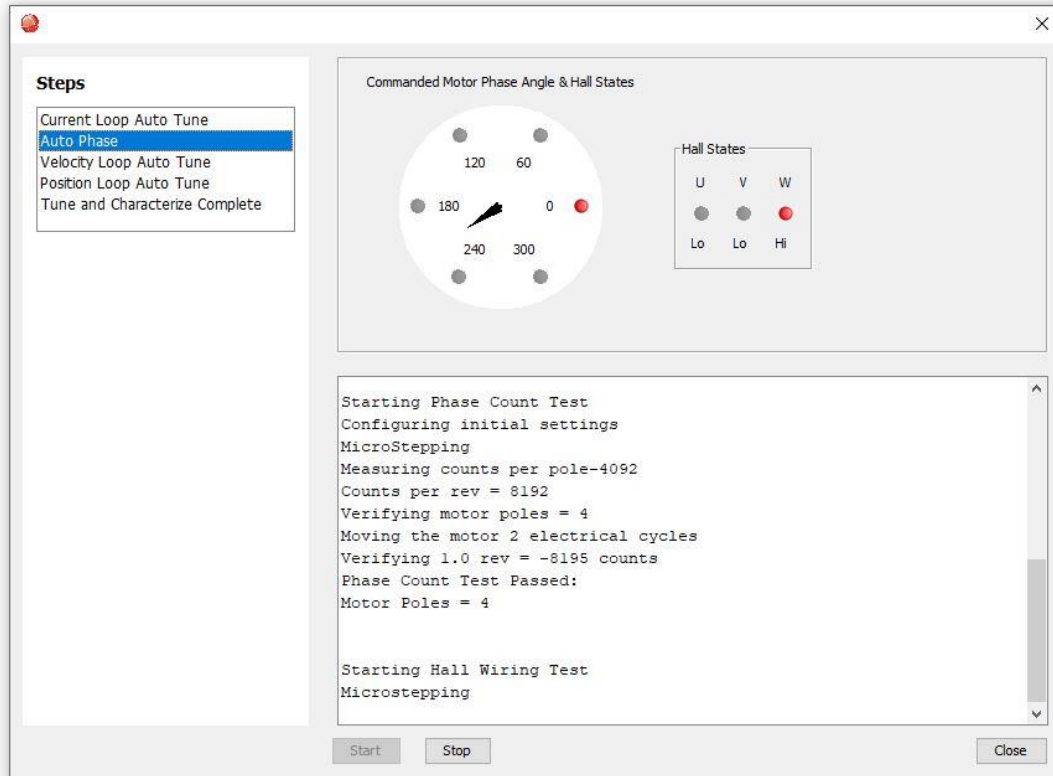 Steps
Current Loop Auto Tune
Auto Phase
Velocity Loop Auto Tune
Position Loop Auto Tune
Tune and Characterize Complete
Commanded Motor Phase Angle & Hall States
120 60
180 0
240 300
Hall States
U V W
Lo Lo Hi
Starting Phase Count Test
Configuring initial settings
MicroStepping
Measuring counts per pole-4092
Counts per rev = 8192
Verifying motor poles = 4
Moving the motor 2 electrical cycles
Verifying 1.0 rev = -8195 counts
Phase Count Test Passed:
Motor Poles = 4
Starting Hall Wiring Test
Microstepping
Start Stop Close